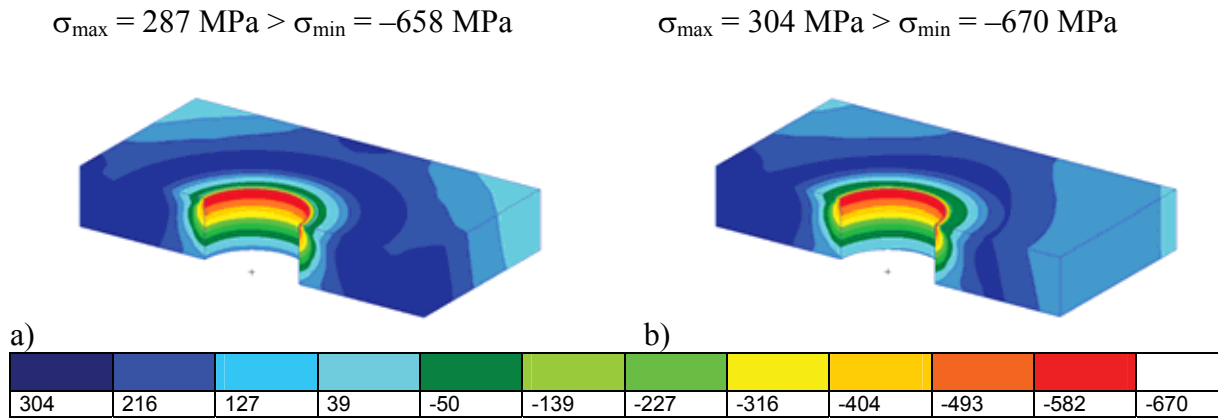 σmax = 287 MPa > σmin = –658 MPa
σmax = 304 MPa > σmin = –670 MPa
a)
b)
304 216 127 39 -50 -139 -227 -316 -404 -493 -582 -670